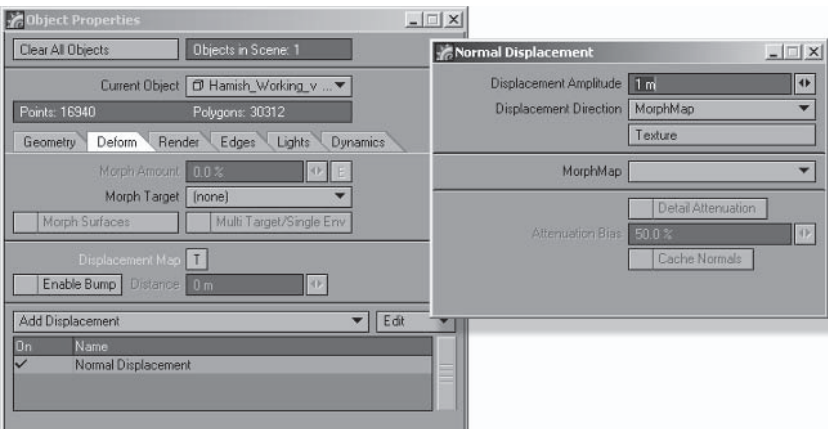 Object Properties
Clear All Objects
Objects in Scene: 1
Current Object
Hamish_Working_v ...
Points: 16940
Polygons: 30312
Geometry
Deform
Render
Edges
Lights
Dynamics
Morph Amount
0.0 %
E
Morph Target
(none)
Morph Surfaces
Multi Target/Single Env
Displacement Map
T
Enable Bump
Distance
0 m
Add Displacement
Edit
On
Name
Normal Displacement
Normal Displacement
Displacement Amplitude
1 m
Displacement Direction
MorphMap
Texture
MorphMap
Detail Attenuation
Attenuation Bias
50.0 %
Cache Normals